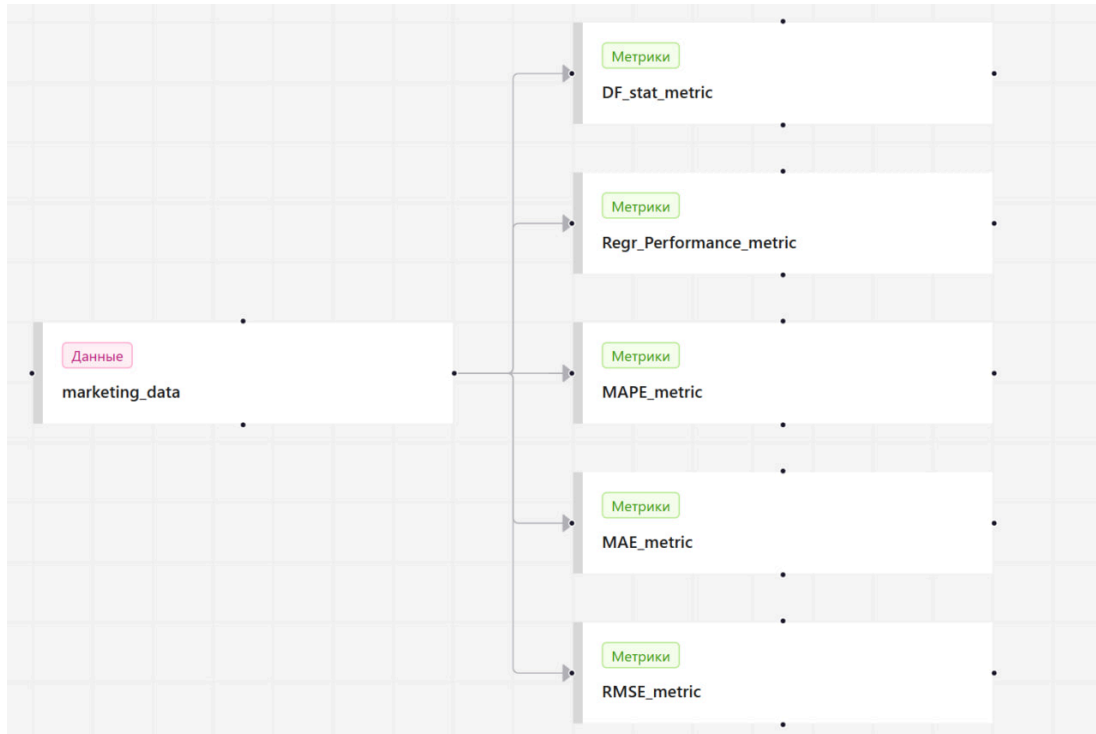 Метрики
DF_stat_metric
Метрики
Regr_Performance_metric
Данные
marketing_data
Метрики
MAPE_metric
Метрики
MAE_metric
Метрики
RMSE_metric